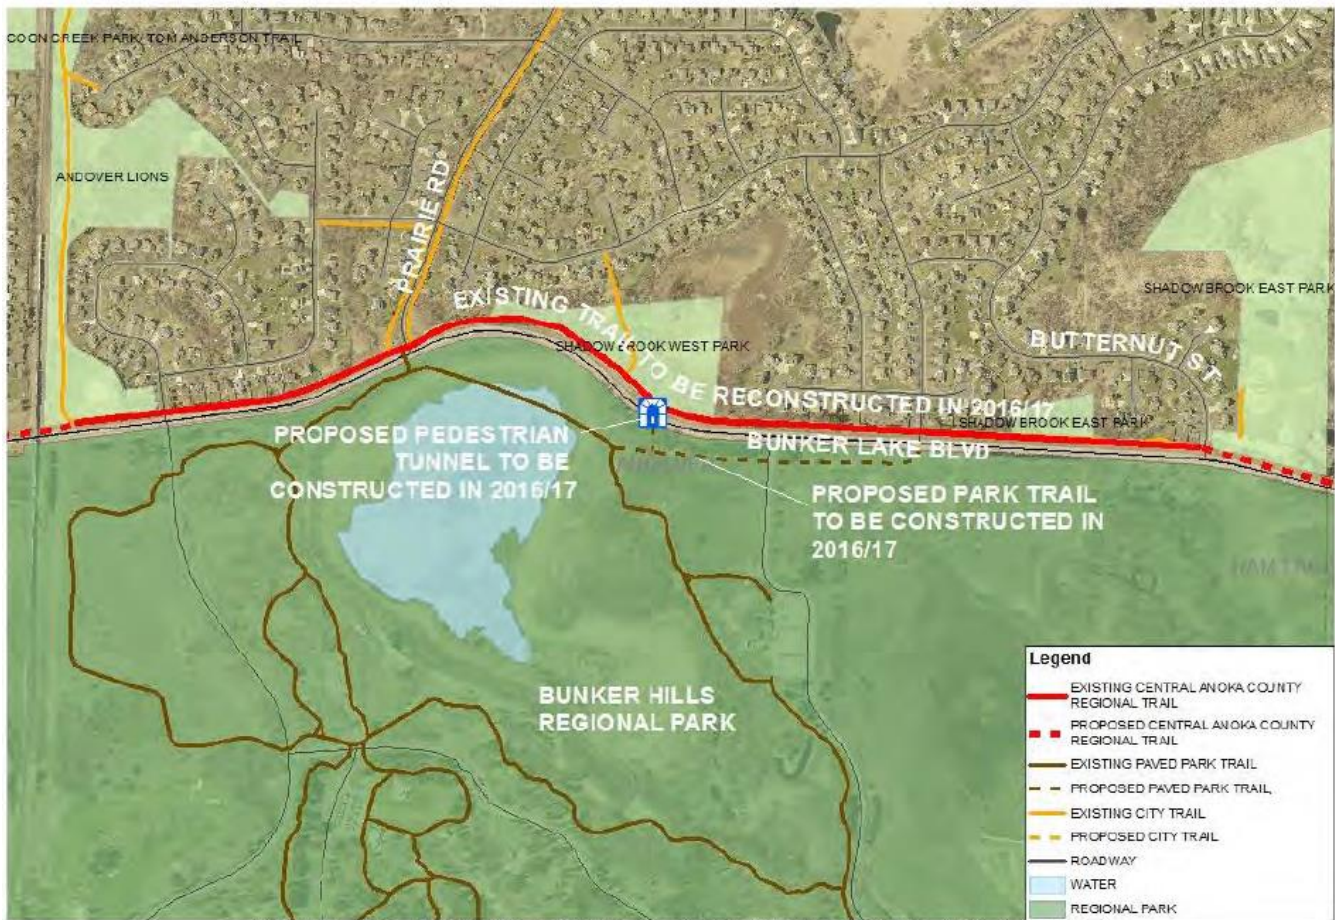 COON CREEK PARK/TOM ANDERSON TRAIL
ANDOVER LIONS
PRAIRIE RD
EXISTING TRAIL TO BE RECONSTRUCTED IN 2016/17
SHADOWBROOK WEST PARK
SHADOWBROOK EAST PARK
BUTTERNUT ST
SHADOWBROOK EAST PARK
BUNKER LAKE BLVD
PROPOSED PEDESTRIAN
TUNNEL TO BE
CONSTRUCTED IN 2016/17
PROPOSED PARK TRAIL
TO BE CONSTRUCTED IN
2016/17
BUNKER HILLS
REGIONAL PARK
Legend
EXISTING CENTRAL ANOKA COUNTY
REGIONAL TRAIL
PROPOSED CENTRAL ANOKA COUNTY
REGIONAL TRAIL
EXISTING PAVED PARK TRAIL
PROPOSED PAVED PARK TRAIL
EXISTING CITY TRAIL
PROPOSED CITY TRAIL
ROADWAY
WATER
REGIONAL PARK